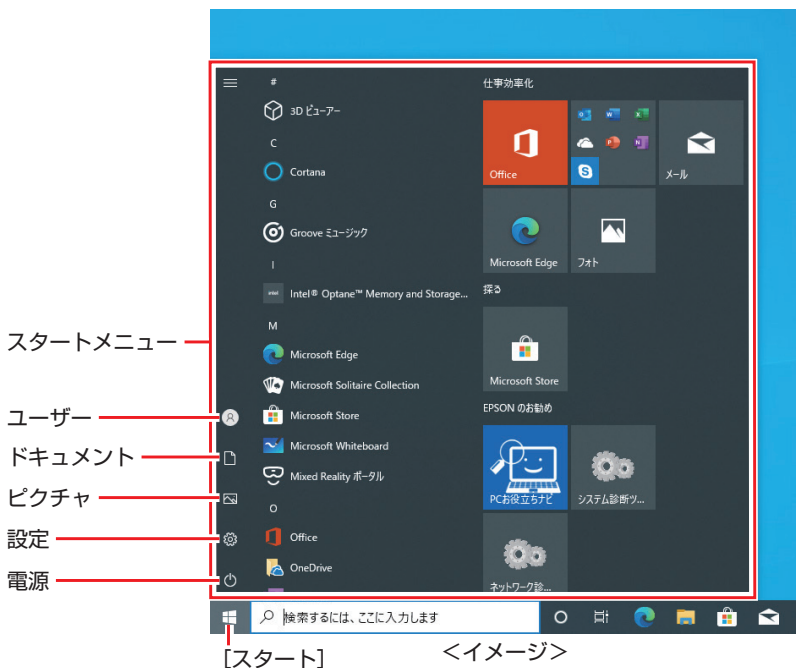 スタートメニュー
ユーザー
ドキュメント
ピクチャ
設定
電源
#
3D ビューアー
C
Cortana
G
Groove ミュージック
I
intel
Intel® Optane™ Memory and Storage...
M
Microsoft Edge
Microsoft Solitaire Collection
Microsoft Store
Microsoft Whiteboard
Mixed Reality ポータル
O
Office
OneDrive
仕事効率化
Office
メール
Microsoft Edge
フォト
探る
Microsoft Store
EPSON のお勧め
PCお役立ちナビ
システム診断ツ...
ネットワーク診...
検索するには、ここに入力します
[スタート]
＜イメージ＞